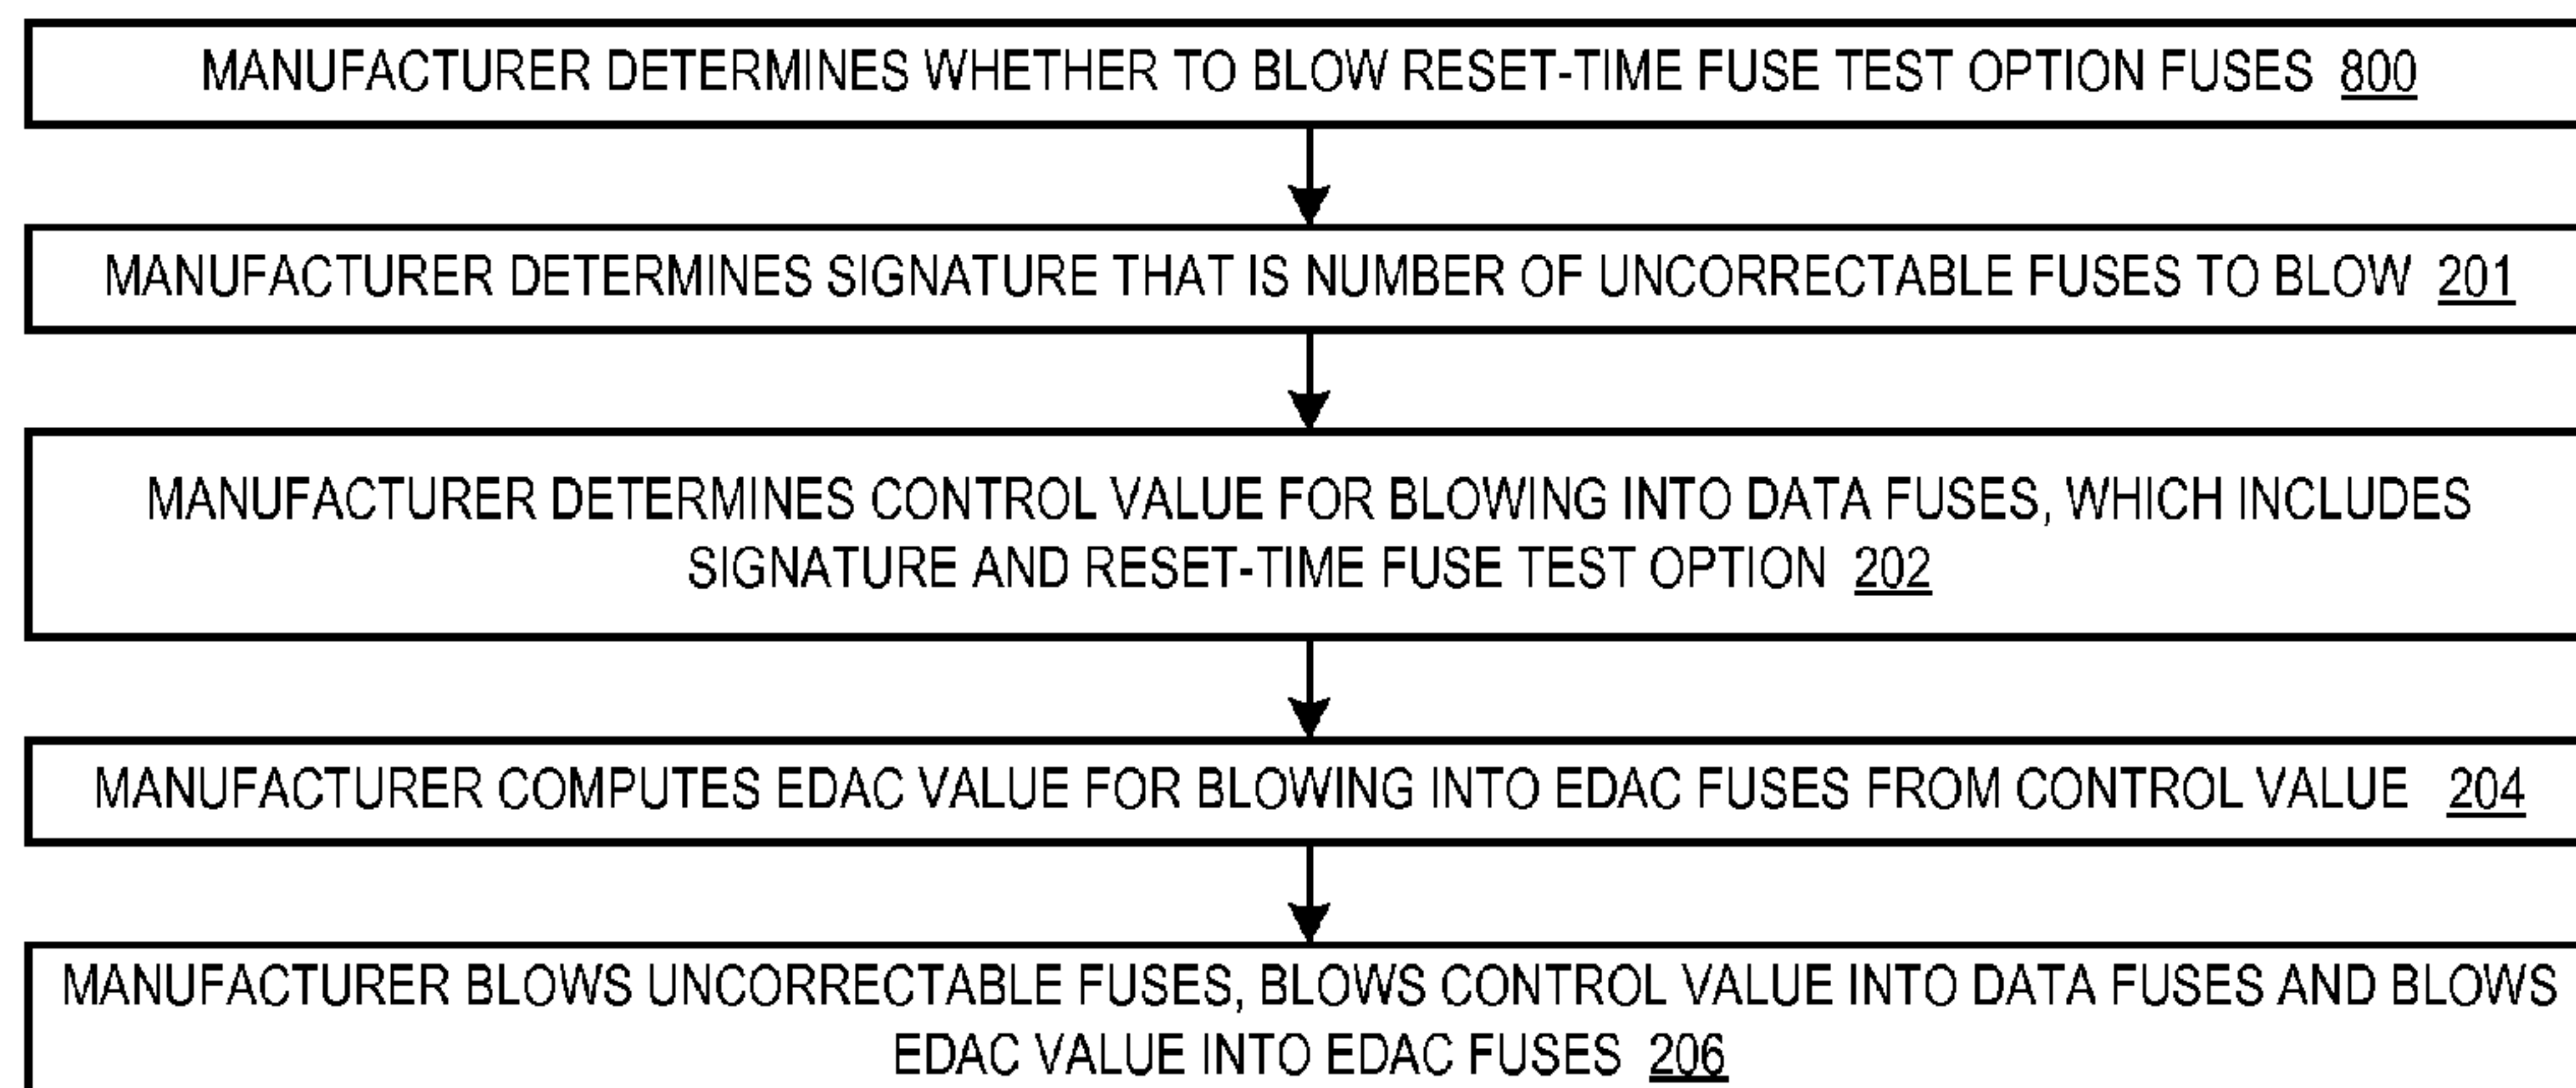 MANUFACTURER DETERMINES WHETHER TO BLOW RESET-TIME FUSE TEST OPTION FUSES 800
MANUFACTURER DETERMINES SIGNATURE THAT IS NUMBER OF UNCORRECTABLE FUSES TO BLOW 201
MANUFACTURER DETERMINES CONTROL VALUE FOR BLOWING INTO DATA FUSES, WHICH INCLUDES
SIGNATURE AND RESET-TIME FUSE TEST OPTION 202
MANUFACTURER COMPUTES EDAC VALUE FOR BLOWING INTO EDAC FUSES FROM CONTROL VALUE 204
MANUFACTURER BLOWS UNCORRECTABLE FUSES, BLOWS CONTROL VALUE INTO DATA FUSES AND BLOWS
EDAC VALUE INTO EDAC FUSES 206